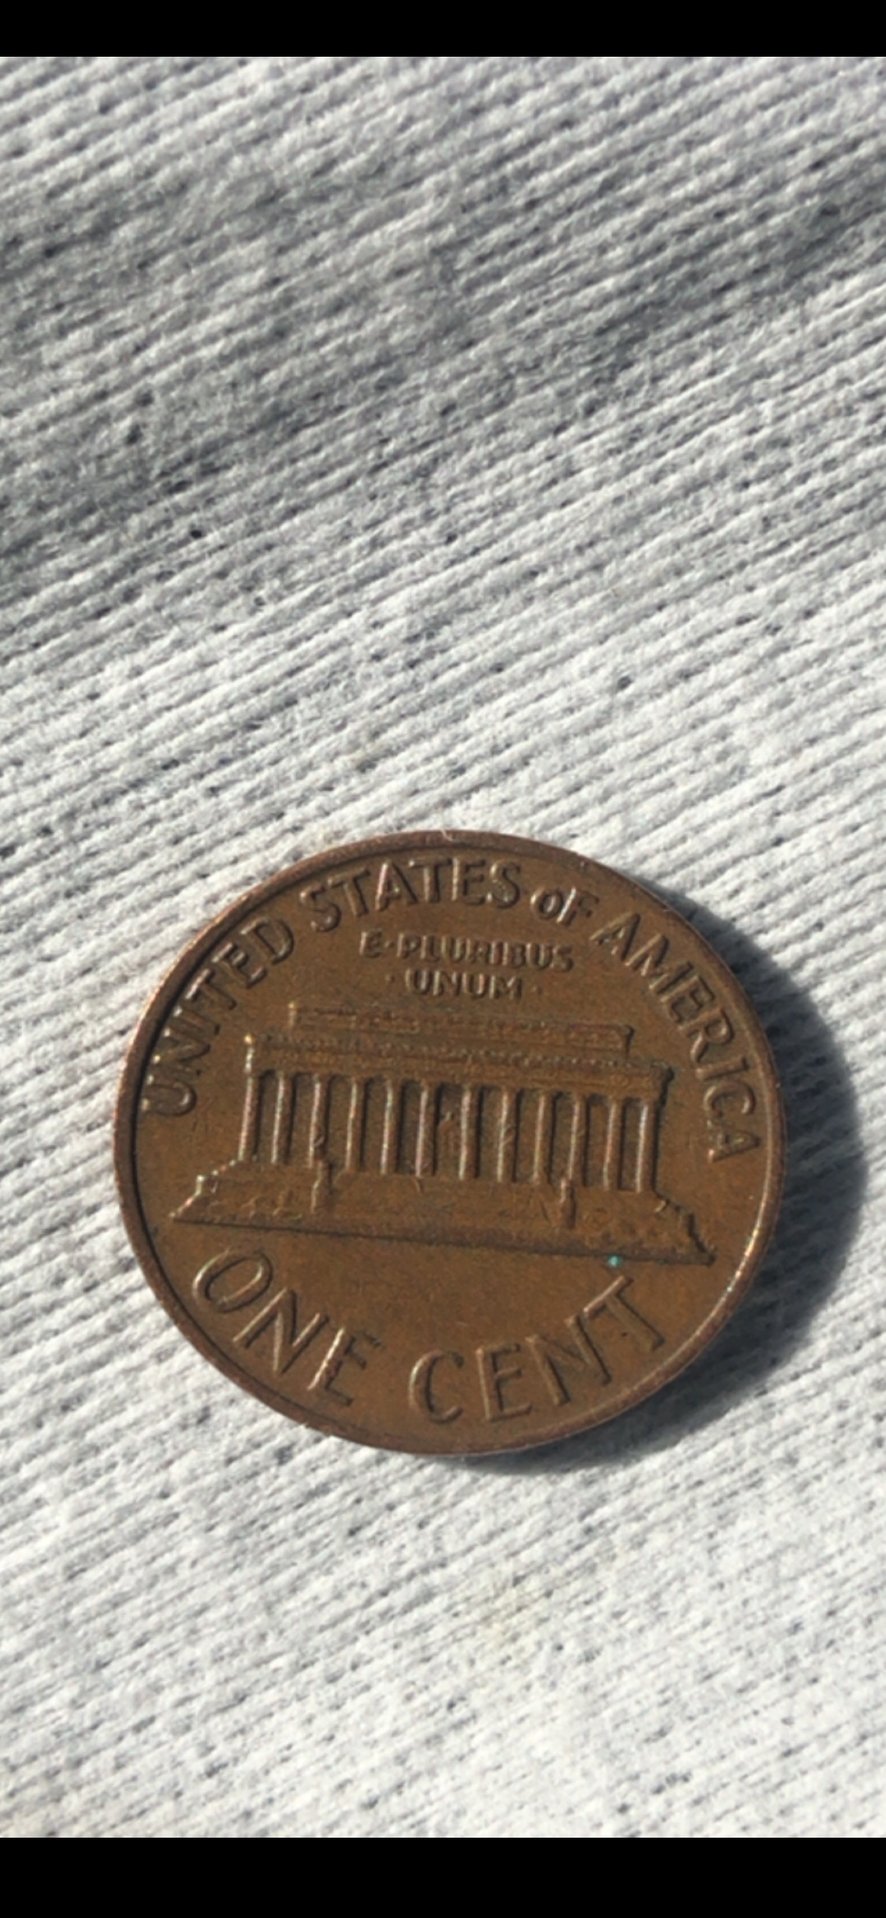 UNITED STATES OF AMERICA
E·PLURIBUS
·UNUM·
ONE CENT